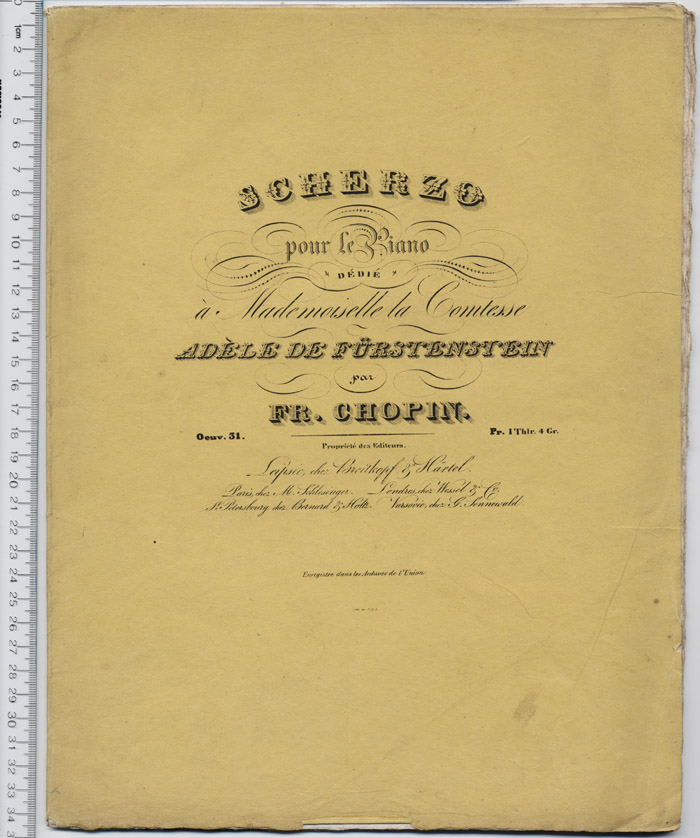 SCHERZO
pour le Piano
DÉDIÉ
à Mademoiselle la Comtesse
ADÈLE DE FÜRSTENSTEIN
par
FR. CHOPIN.
Oeuv. 31. Pr. 1 Thlr. 4 Gr.
Propriété des Editeurs.
Leipsic, chez Breitkopf & Härtel.
Paris, chez M. Schlesinger. Londres, chez Wessel & Co.
St. Petersbourg chez Bernard & Holtz. Varsovie, chez G. Sennewald.
Enregistré dans les Archives de l'Union.
0 1cm 2 3 4 5 6 7 8 9 10 11 12 13 14 15 16 17 18 19 20 21 22 23 24 25 26 27 28 29 30 31 32 33 34